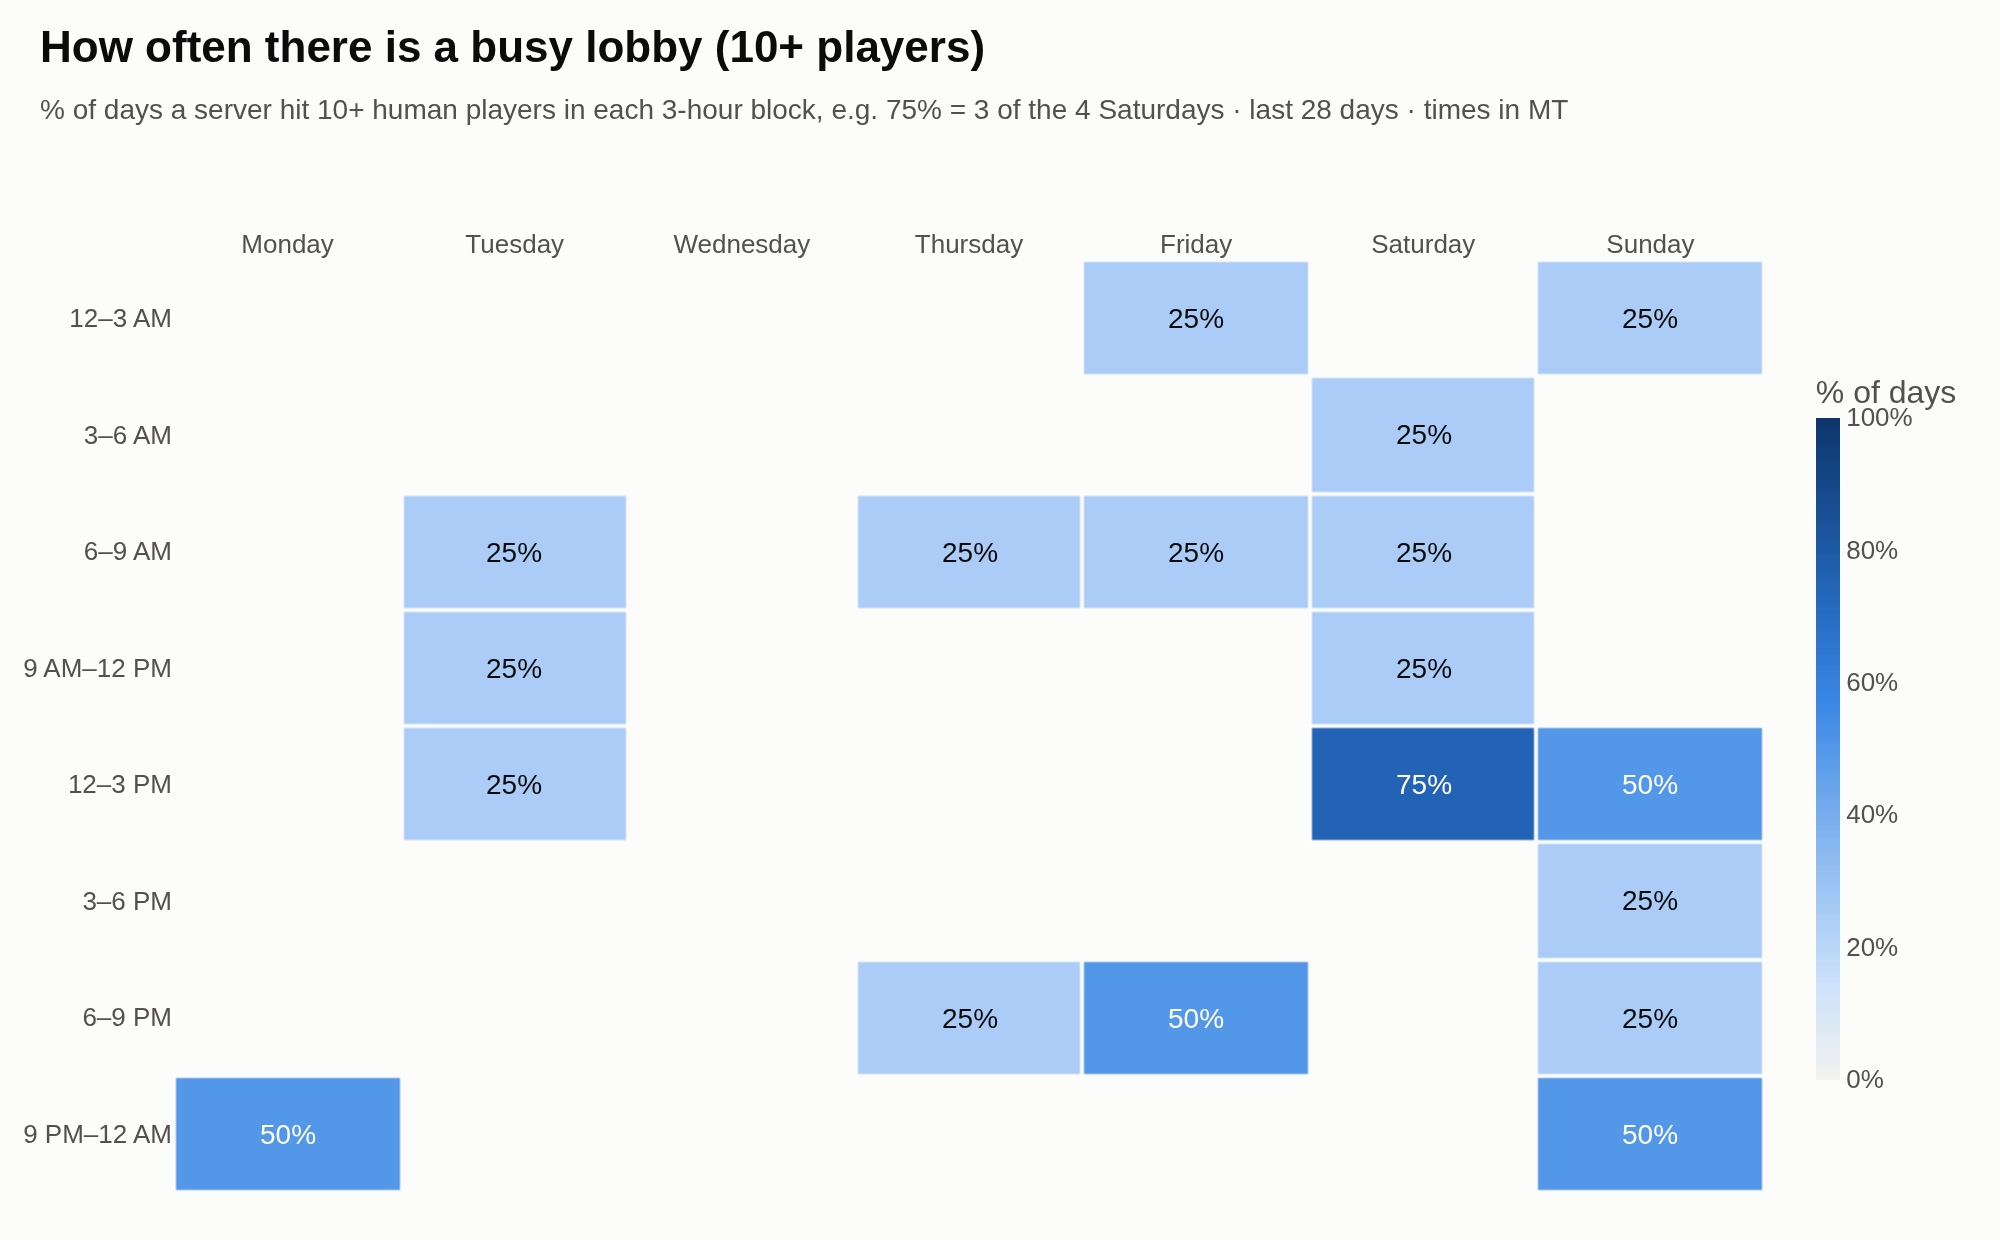 How often there is a busy lobby (10+ players)
% of days a server hit 10+ human players in each 3-hour block, e.g. 75% = 3 of the 4 Saturdays · last 28 days · times in MT
Monday Tuesday Wednesday Thursday Friday Saturday Sunday
12–3 AM 25% 25%
3–6 AM 25%
6–9 AM 25% 25% 25% 25%
9 AM–12 PM 25% 25%
12–3 PM 25% 75% 50%
3–6 PM 25%
6–9 PM 25% 50% 25%
9 PM–12 AM 50% 50%
% of days
100%
80%
60%
40%
20%
0%